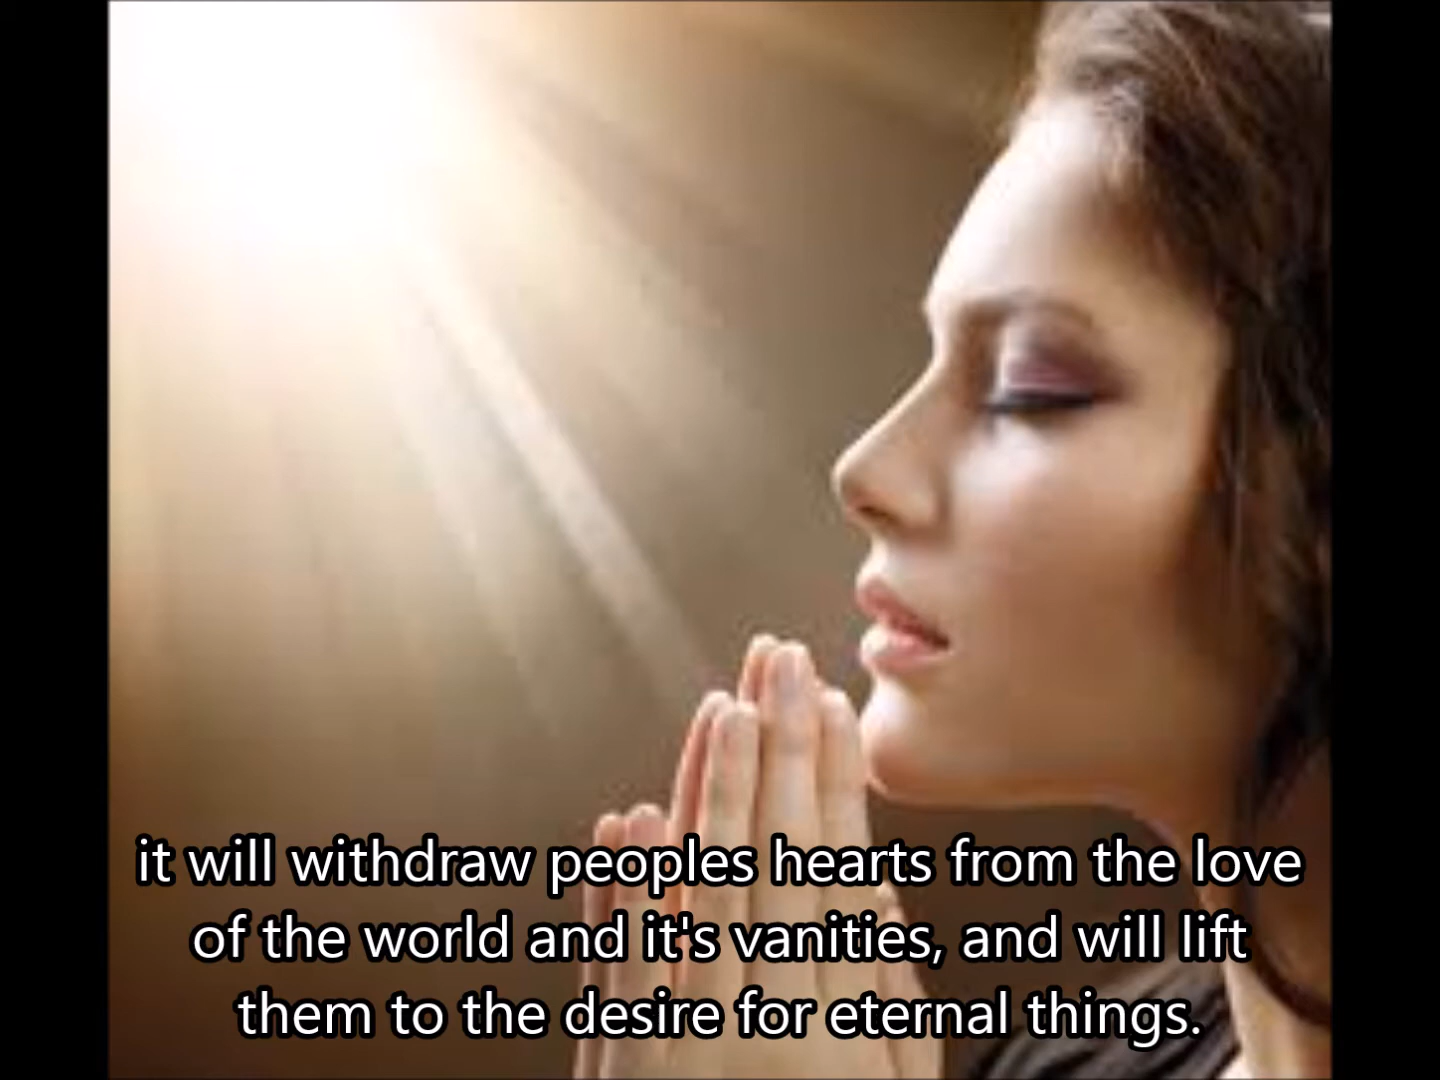 it will withdraw peoples hearts from the love
of the world and it's vanities, and will lift
them to the desire for eternal things.